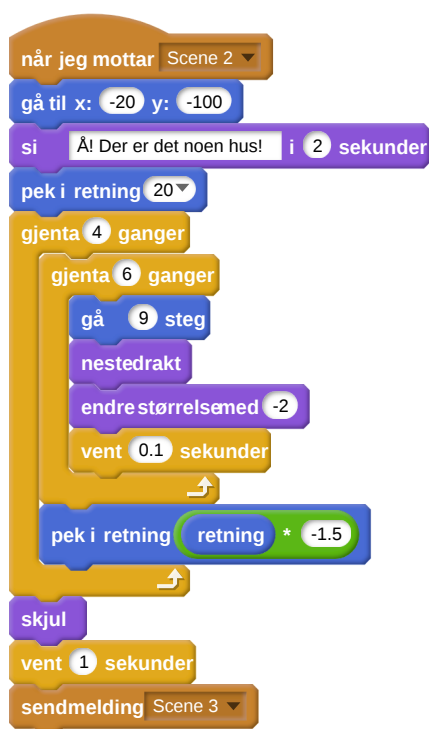 når jeg mottar Scene 2
gå til x: -20 y: -100
si Å! Der er det noen hus! i 2 sekunder
pek i retning 20
gjenta 4 ganger
gjenta 6 ganger
gå 9 steg
nestedrakt
endre størrelsemed -2
vent 0.1 sekunder
pek i retning retning * -1.5
skjul
vent 1 sekunder
sendmelding Scene 3